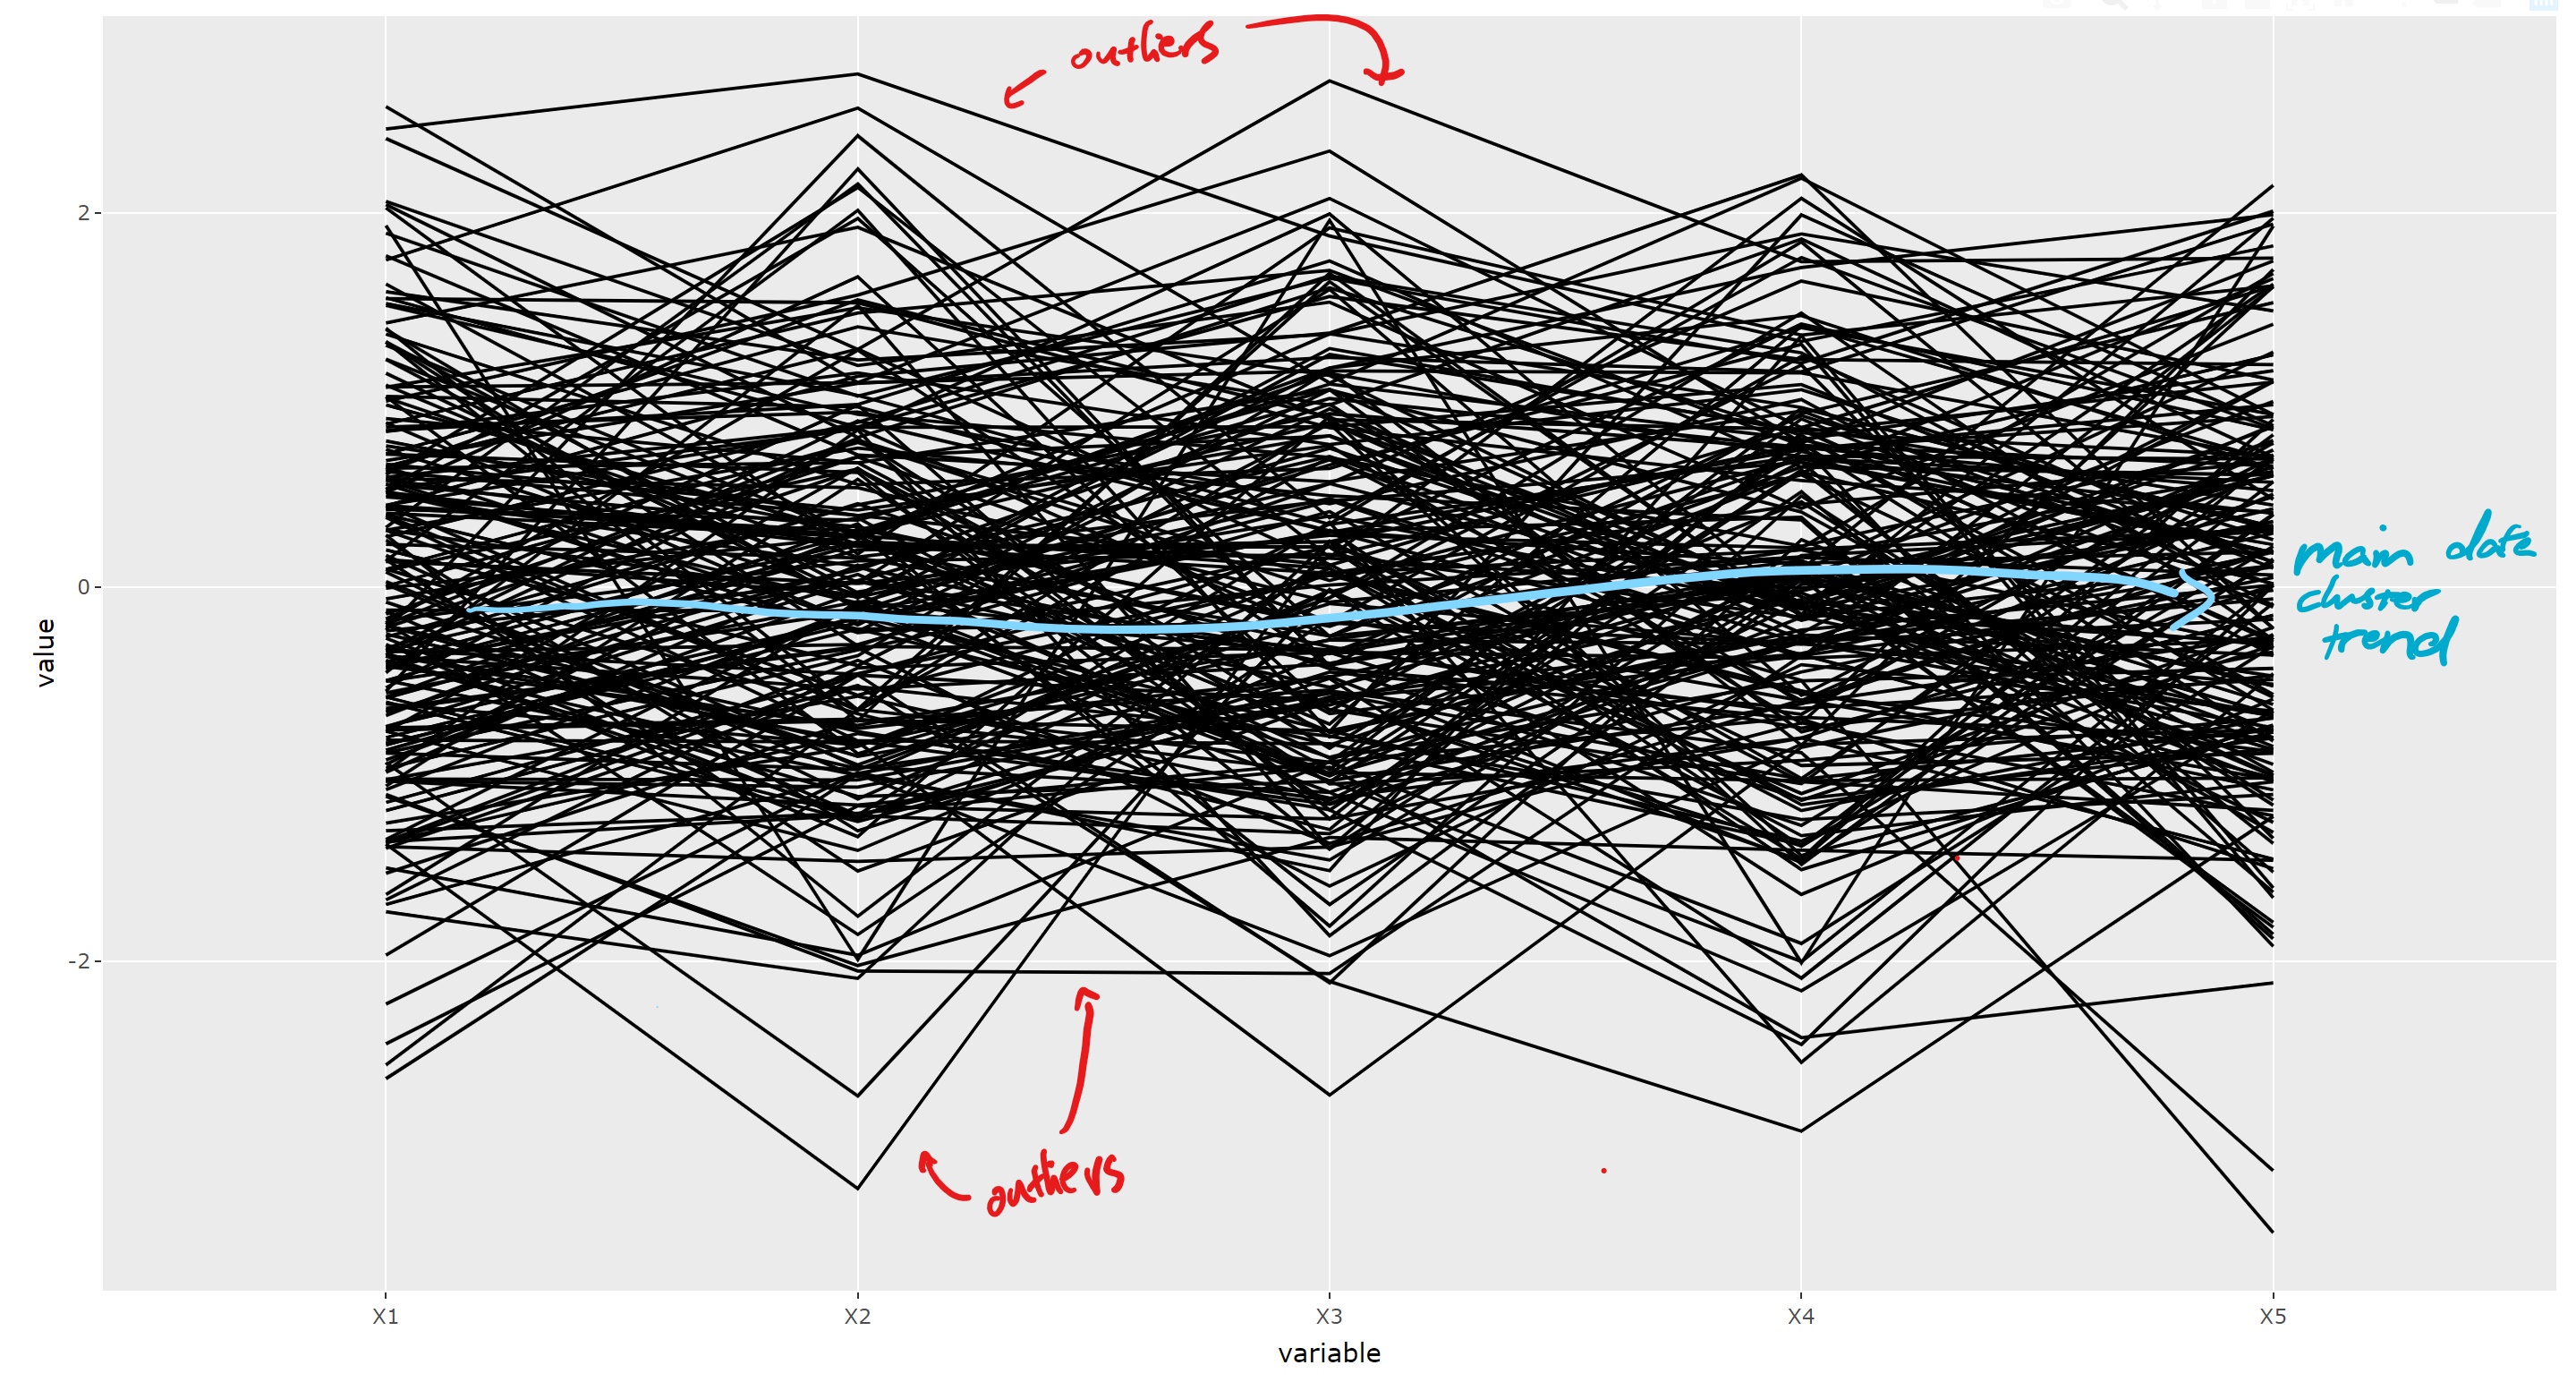 outliers
2
0
-2
value
main data
cluster
trend
outliers
X1 X2 X3 X4 X5
variable